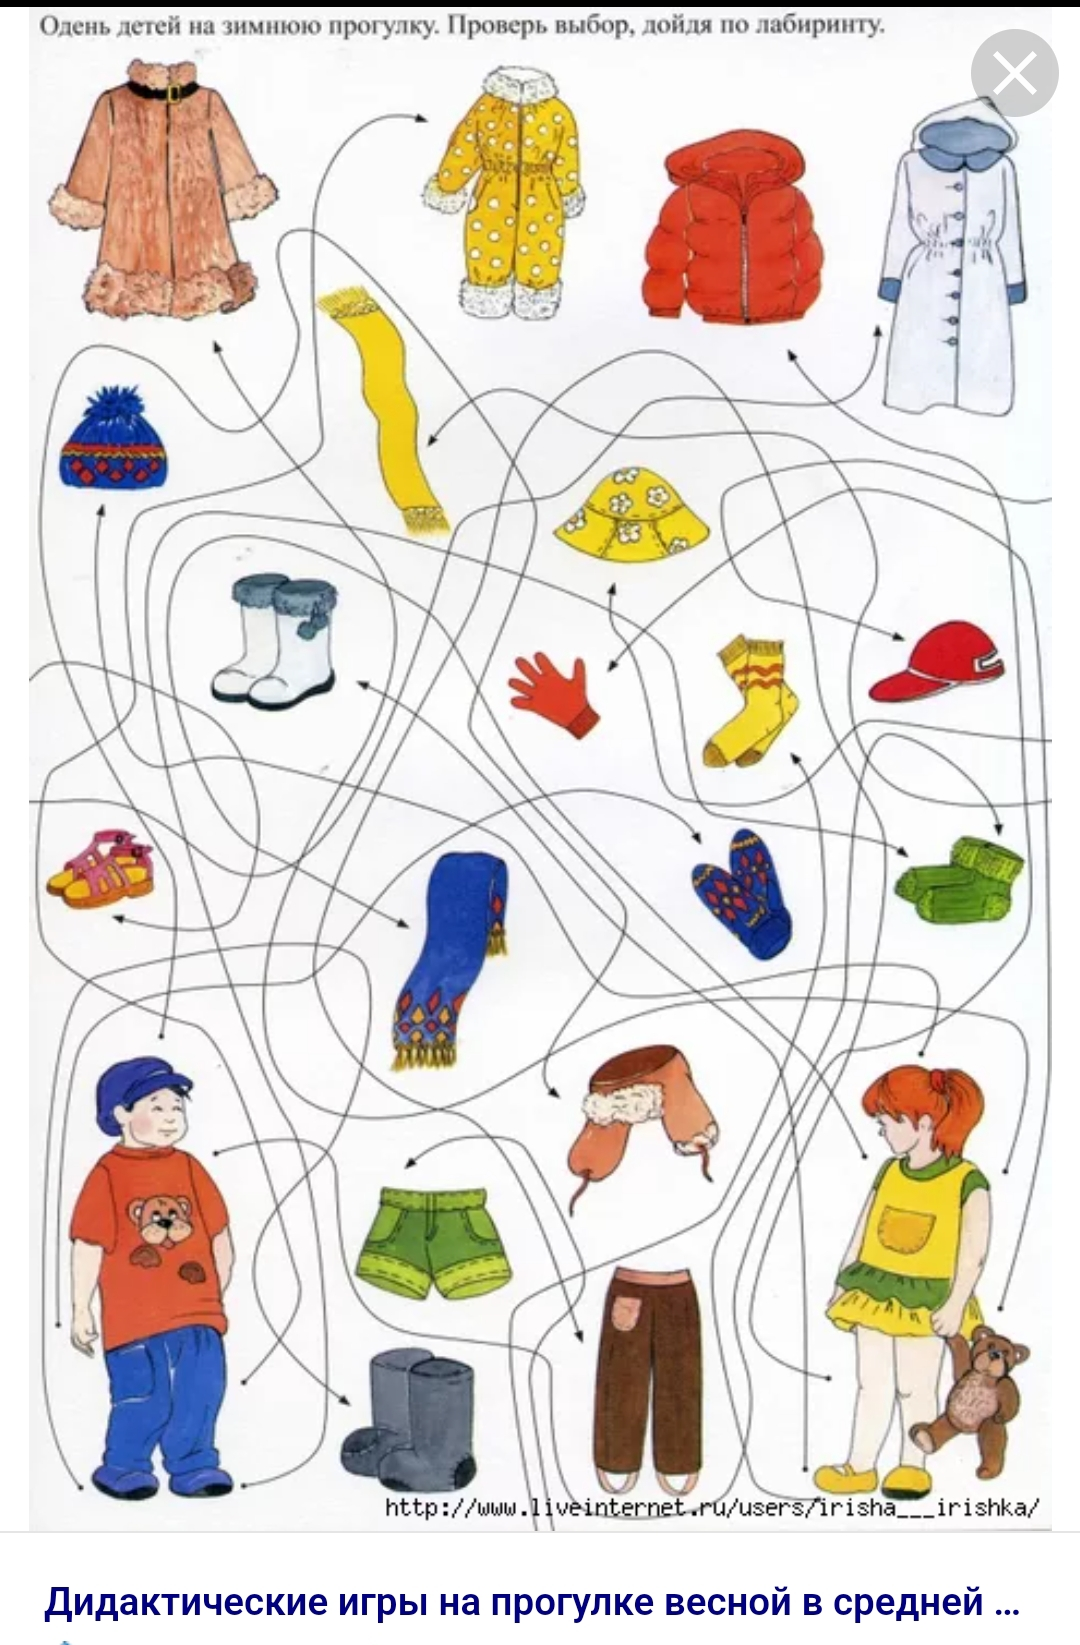 Одень детей на зимнюю прогулку. Проверь выбор, дойдя по лабиринту.
http://www.liveinternet.ru/users/irisha___irishka/
Дидактические игры на прогулке весной в средней ...